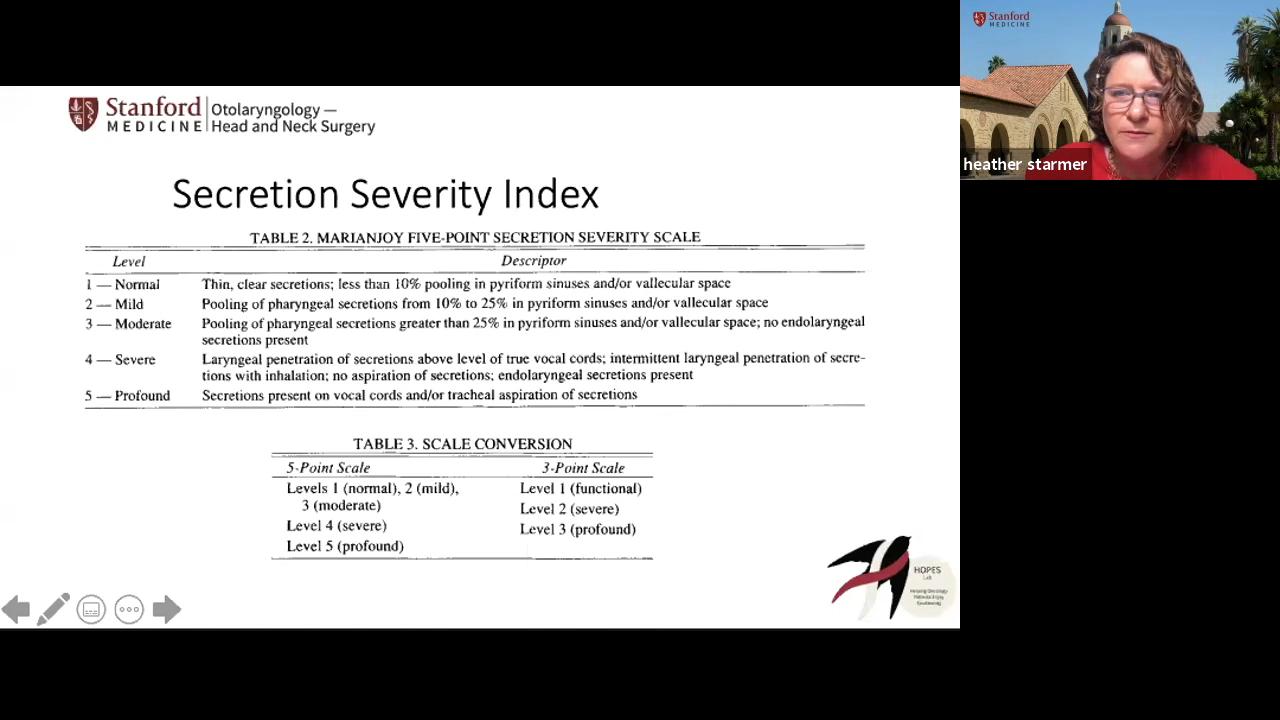 Stanford
MEDICINE
heather starmer
Stanford
MEDICINE
Otolaryngology —
Head and Neck Surgery
Secretion Severity Index
TABLE 2. MARIANJOY FIVE-POINT SECRETION SEVERITY SCALE
Level Descriptor
1 — Normal Thin, clear secretions; less than 10% pooling in pyriform sinuses and/or vallecular space
2 — Mild Pooling of pharyngeal secretions from 10% to 25% in pyriform sinuses and/or vallecular space
3 — Moderate Pooling of pharyngeal secretions greater than 25% in pyriform sinuses and/or vallecular space; no endolaryngeal
secretions present
4 — Severe Laryngeal penetration of secretions above level of true vocal cords; intermittent laryngeal penetration of secre-
tions with inhalation; no aspiration of secretions; endolaryngeal secretions present
5 — Profound Secretions present on vocal cords and/or tracheal aspiration of secretions
TABLE 3. SCALE CONVERSION
5-Point Scale 3-Point Scale
Levels 1 (normal), 2 (mild), Level 1 (functional)
3 (moderate) Level 2 (severe)
Level 4 (severe) Level 3 (profound)
Level 5 (profound)
HOPES
Lab
Helping Oncology
Patients Enjoy
Swallowing